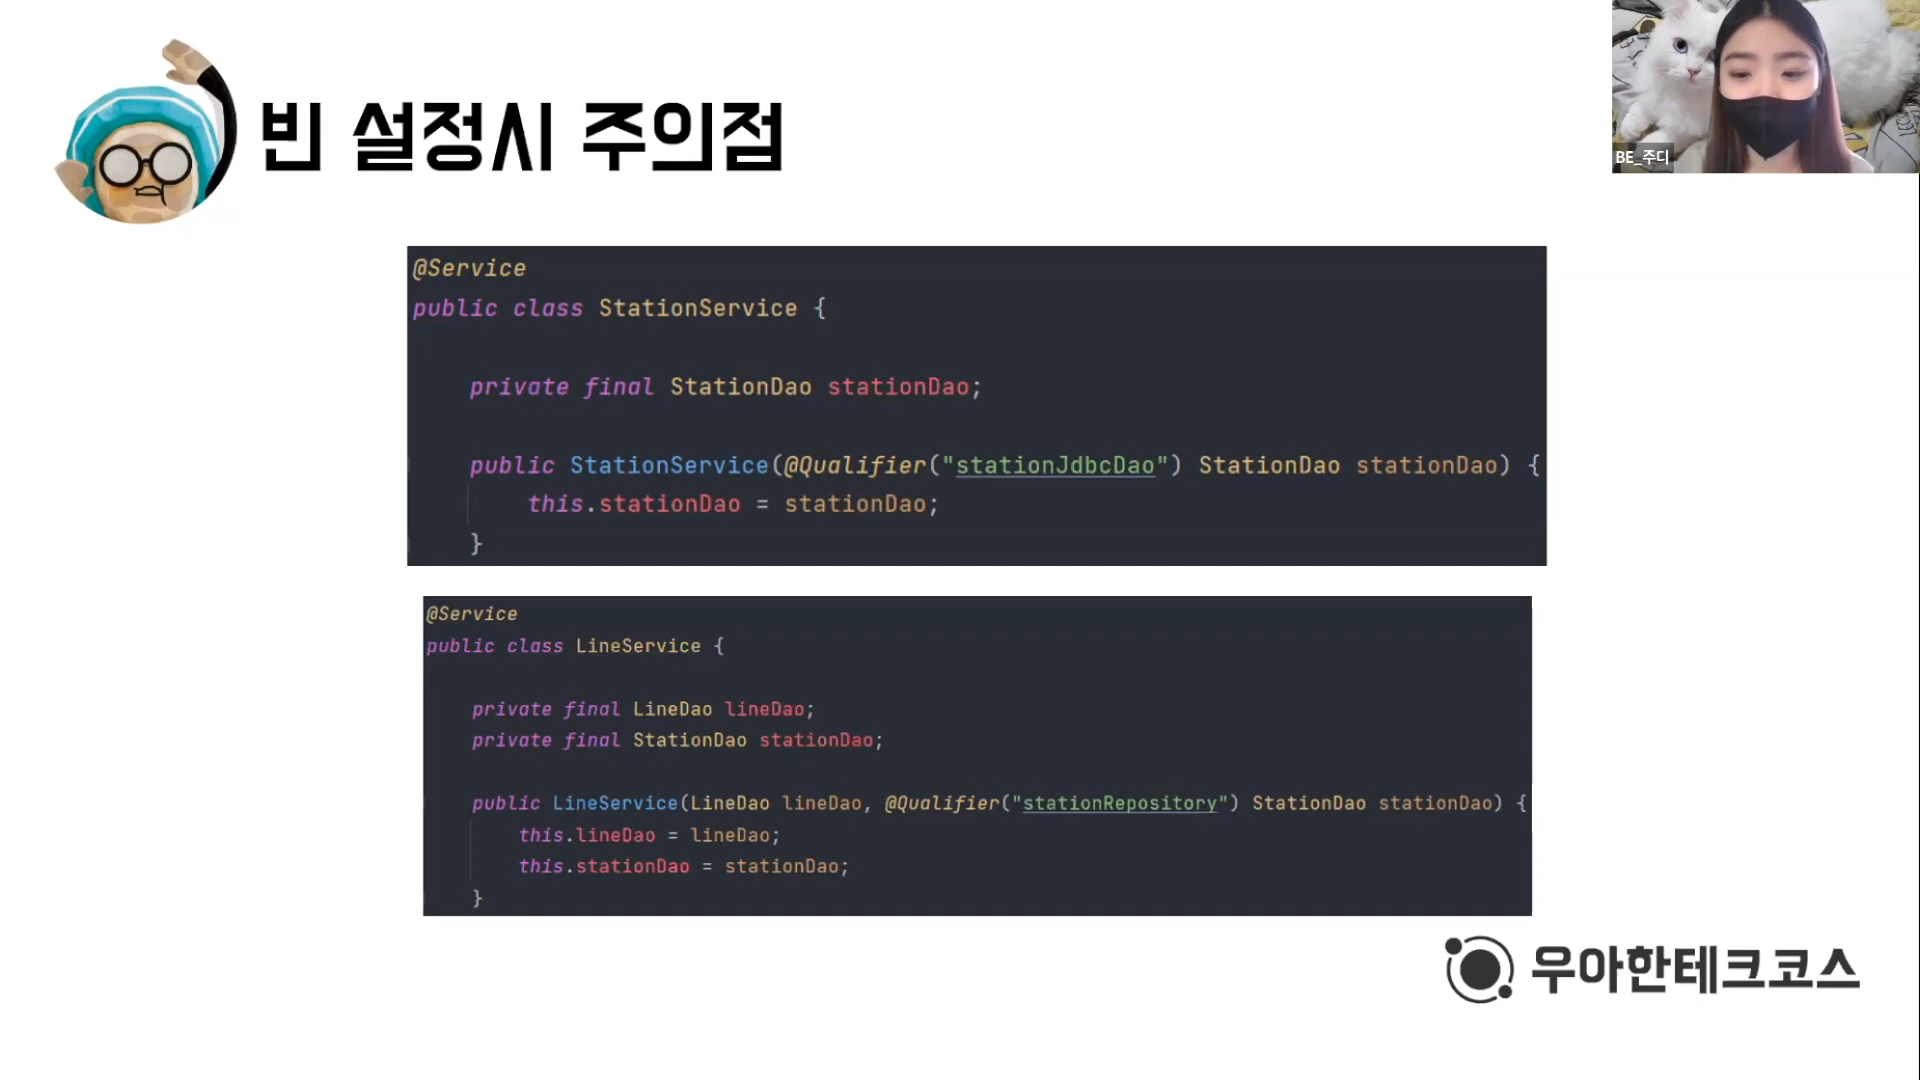 빈 설정시 주의점
BE_주디
@Service
public class StationService {
private final StationDao stationDao;
public StationService(@Qualifier("stationJdbcDao") StationDao stationDao) {
this.stationDao = stationDao;
}
@Service
public class LineService {
private final LineDao lineDao;
private final StationDao stationDao;
public LineService(LineDao lineDao, @Qualifier("stationRepository") StationDao stationDao) {
this.lineDao = lineDao;
this.stationDao = stationDao;
}
우아한테크코스